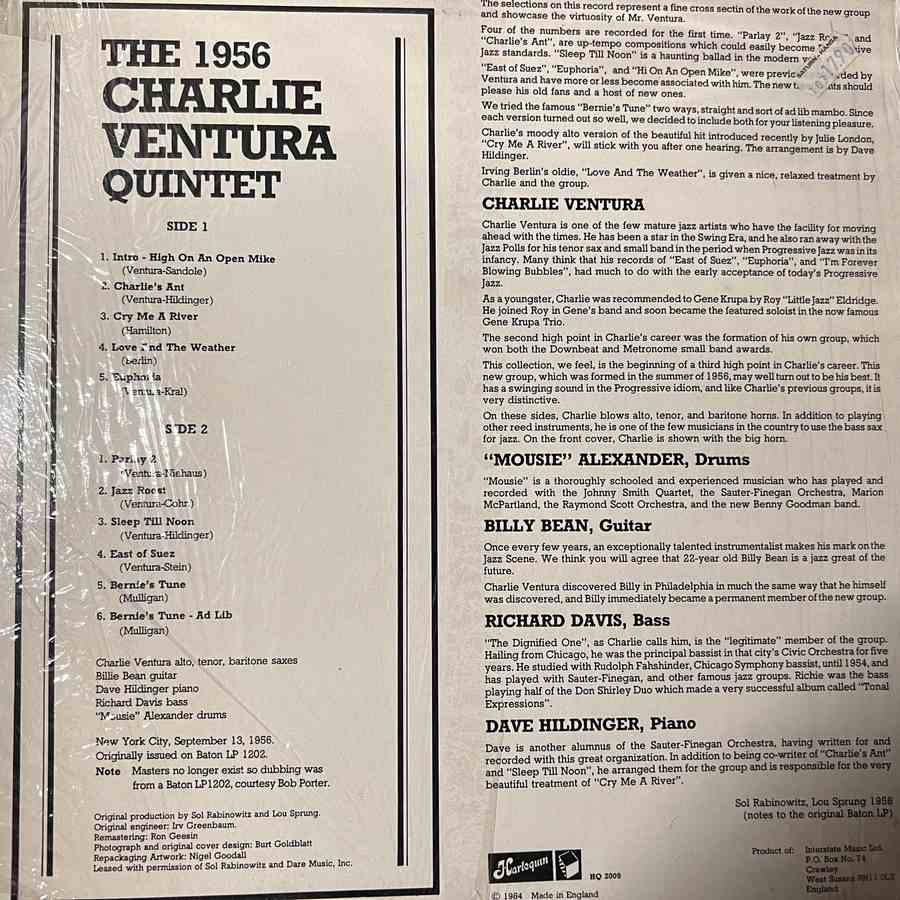 THE 1956
CHARLIE
VENTURA
QUINTET
SIDE 1
1. Intro - High On An Open Mike
(Ventura-Sandole)
2. Charlie's Ant
(Ventura-Hildinger)
3. Cry Me A River
(Hamilton)
4. Love And The Weather
(Berlin)
5. Euphoria
(Ventura-Kral)
SIDE 2
1. Parlay 2
(Ventura-Niehaus)
2. Jazz Roost
(Ventura-Cohn)
3. Sleep Till Noon
(Ventura-Hildinger)
4. East of Suez
(Ventura-Stein)
5. Bernie's Tune
(Mulligan)
6. Bernie's Tune - Ad Lib
(Mulligan)
Charlie Ventura alto, tenor, baritone saxes
Billie Bean guitar
Dave Hildinger piano
Richard Davis bass
"Mousie" Alexander drums
New York City, September 13, 1956.
Originally issued on Baton LP 1202.
Note Masters no longer exist so dubbing was
from a Baton LP1202, courtesy Bob Porter.
Original production by Sol Rabinowitz and Lou Sprung.
Original engineer: Irv Greenbaum.
Remastering: Ron Geesin
Photograph and original cover design: Burt Goldblatt
Repackaging Artwork: Nigel Goodall
Leased with permission of Sol Rabinowitz and Dare Music, Inc.
The selections on this record represent a fine cross sectin of the work of the new group
and showcase the virtuosity of Mr. Ventura.
Four of the numbers are recorded for the first time. "Parlay 2", "Jazz and
"Charlie's Ant", are up-tempo compositions which could easily become
Jazz standards. "Sleep Till Noon" is a haunting ballad in the modern
"East of Suez", "Euphoria", and "Hi On An Open Mike", were by
Ventura and have more or less become associated with him. The new should
please his old fans and a host of new ones.
We tried the famous "Bernie's Tune" two ways, straight and sort of ad lib mambo. Since
each version turned out so well, we decided to include both for your listening pleasure.
Charlie's moody alto version of the beautiful hit introduced recently by Julie London,
"Cry Me A River", will stick with you after one hearing. The arrangement is by Dave
Hildinger.
Irving Berlin's oldie, "Love And The Weather", is given a nice, relaxed treatment by
Charlie and the group.
CHARLIE VENTURA
Charlie Ventura is one of the few mature jazz artists who have the facility for moving
ahead with the times. He has been a star in the Swing Era, and he also ran away with the
Jazz Polls for his tenor sax and small band in the period when Progressive Jazz was in its
infancy. Many think that his records of "East of Suez", "Euphoria", and "I'm Forever
Blowing Bubbles", had much to do with the early acceptance of today's Progressive
Jazz.
As a youngster, Charlie was recommended to Gene Krupa by Roy "Little Jazz" Eldridge.
He joined Roy in Gene's band and soon became the featured soloist in the now famous
Gene Krupa Trio.
The second high point in Charlie's career was the formation of his own group, which
won both the Downbeat and Metronome small band awards.
This collection, we feel, is the beginning of a third high point in Charlie's career. This
new group, which was formed in the summer of 1956, may well turn out to be his best. It
has a swinging sound in the Progressive idiom, and like Charlie's previous groups, it is
very distinctive.
On these sides, Charlie blows alto, tenor, and baritone horns. In addition to playing
other reed instruments, he is one of the few musicians in the country to use the bass sax
for jazz. On the front cover, Charlie is shown with the big horn.
"MOUSIE" ALEXANDER, Drums
"Mousie" is a thoroughly schooled and experienced musician who has played and
recorded with the Johnny Smith Quartet, the Sauter-Finegan Orchestra, Marion
McPartland, the Raymond Scott Orchestra, and the new Benny Goodman band.
BILLY BEAN, Guitar
Once every few years, an exceptionally talented instrumentalist makes his mark on the
Jazz Scene. We think you will agree that 22-year old Billy Bean is a jazz great of the
future.
Charlie Ventura discovered Billy in Philadelphia in much the same way that he himself
was discovered, and Billy immediately became a permanent member of the new group.
RICHARD DAVIS, Bass
"The Dignified One", as Charlie calls him, is the "legitimate" member of the group.
Hailing from Chicago, he was the principal bassist in that city's Civic Orchestra for five
years. He studied with Rudolph Fahshinder, Chicago Symphony bassist, until 1954, and
has played with Sauter-Finegan, and other famous jazz groups. Richie was the bass
playing half of the Don Shirley Duo which made a very successful album called "Tonal
Expressions".
DAVE HILDINGER, Piano
Dave is another alumnus of the Sauter-Finegan Orchestra, having written for and
recorded with this great organization. In addition to being co-writer of "Charlie's Ant"
and "Sleep Till Noon", he arranged them for the group and is responsible for the very
beautiful treatment of "Cry Me A River".
Sol Rabinowitz, Lou Sprung 1956
(notes to the original Baton LP)
Harlequin
HQ 2009
Product of: Interstate Music Ltd.
P.O. Box No. 74
Crawley
West Sussex RH11 0LX
England
© 1984 Made in England